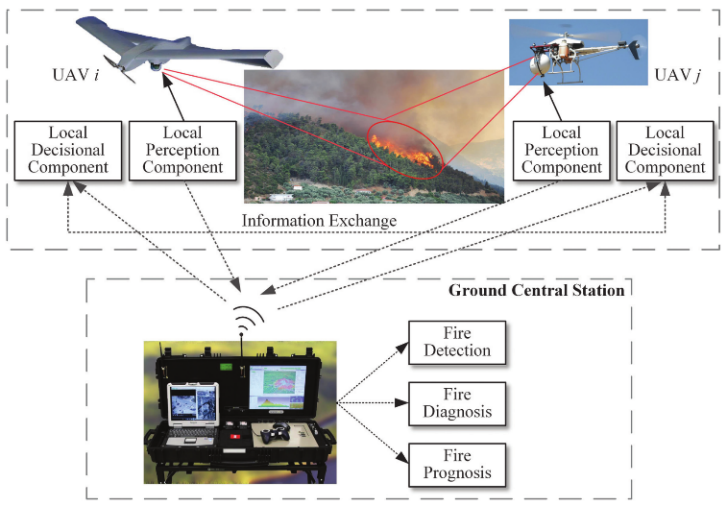 UAV i
UAV j
Local
Decisional
Component
Local
Perception
Component
Local
Perception
Component
Local
Decisional
Component
Information Exchange
Ground Central Station
Fire
Detection
Fire
Diagnosis
Fire
Prognosis